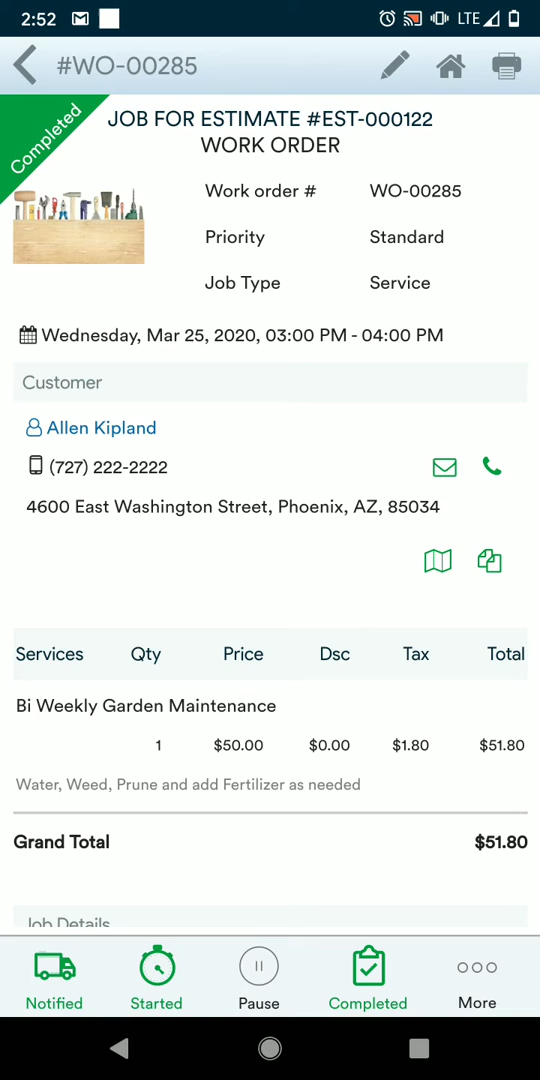 2:52
LTE
#WO-00285
Completed
JOB FOR ESTIMATE #EST-000122
WORK ORDER
Work order # WO-00285
Priority Standard
Job Type Service
Wednesday, Mar 25, 2020, 03:00 PM - 04:00 PM
Customer
Allen Kipland
(727) 222-2222
4600 East Washington Street, Phoenix, AZ, 85034
Services Qty Price Dsc Tax Total
Bi Weekly Garden Maintenance
1 $50.00 $0.00 $1.80 $51.80
Water, Weed, Prune and add Fertilizer as needed
Grand Total $51.80
Job Details
Notified Started Pause Completed More